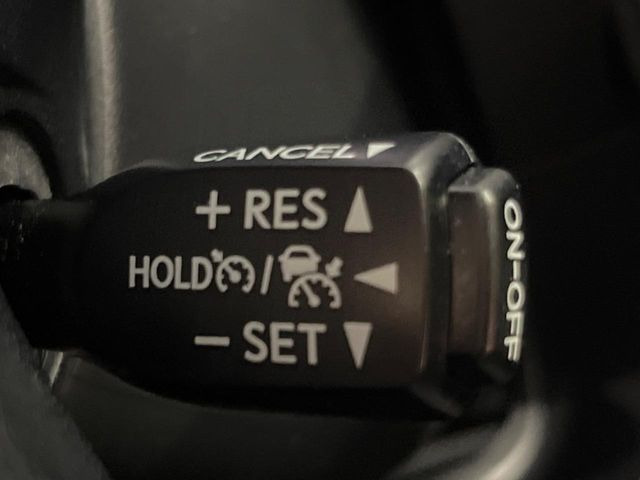 CANCEL
+ RES
HOLD /
− SET
ON-OFF